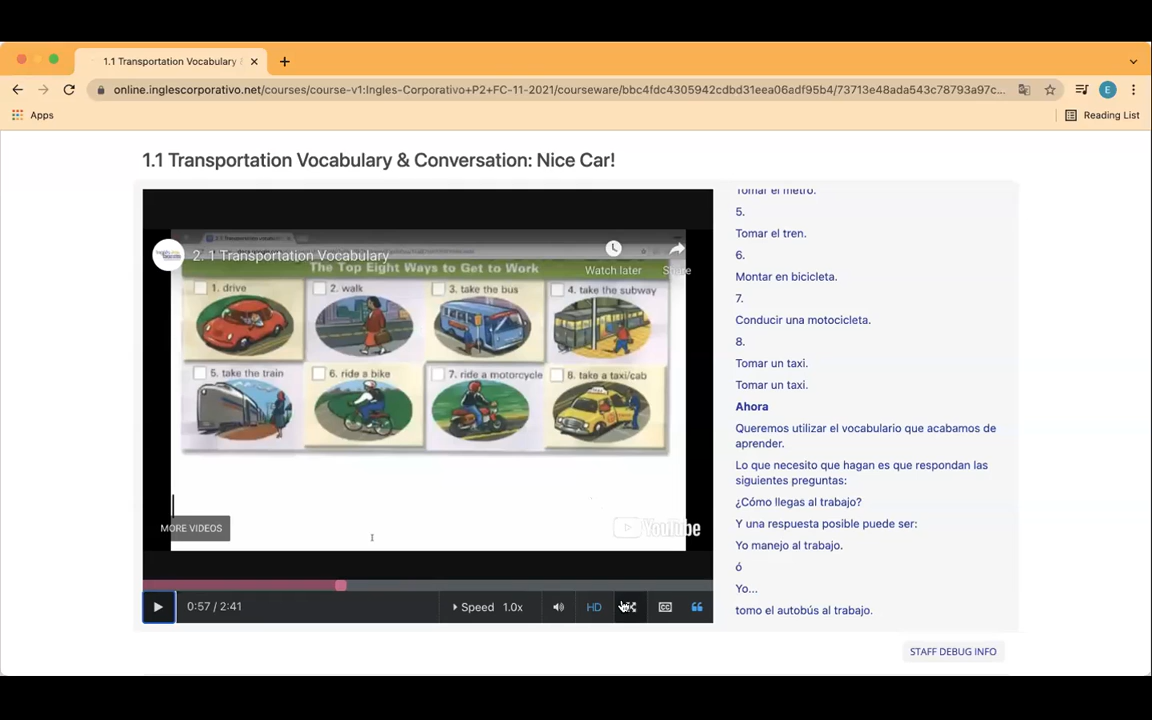 1.1 Transportation Vocabulary
online.inglescorporativo.net/courses/course-v1:Ingles-Corporativo+P2+FC-11-2021/courseware/bbc4fdc4305942cdbd31eea06adf95b4/73713e48ada543c78793a97c...
E
Apps
Reading List
1.1 Transportation Vocabulary & Conversation: Nice Car!
2. 1 Transportation Vocabulary
Watch later
Share
The Top Eight Ways to Get to Work
1. drive
2. walk
3. take the bus
4. take the subway
5. take the train
6. ride a bike
7. ride a motorcycle
8. take a taxi/cab
TAXI
MORE VIDEOS
YouTube
0:57 / 2:41
Speed 1.0x
HD
CC
Tomar el metro.
5.
Tomar el tren.
6.
Montar en bicicleta.
7.
Conducir una motocicleta.
8.
Tomar un taxi.
Tomar un taxi.
Ahora
Queremos utilizar el vocabulario que acabamos de
aprender.
Lo que necesito que hagan es que respondan las
siguientes preguntas:
¿Cómo llegas al trabajo?
Y una respuesta posible puede ser:
Yo manejo al trabajo.
ó
Yo...
tomo el autobús al trabajo.
STAFF DEBUG INFO